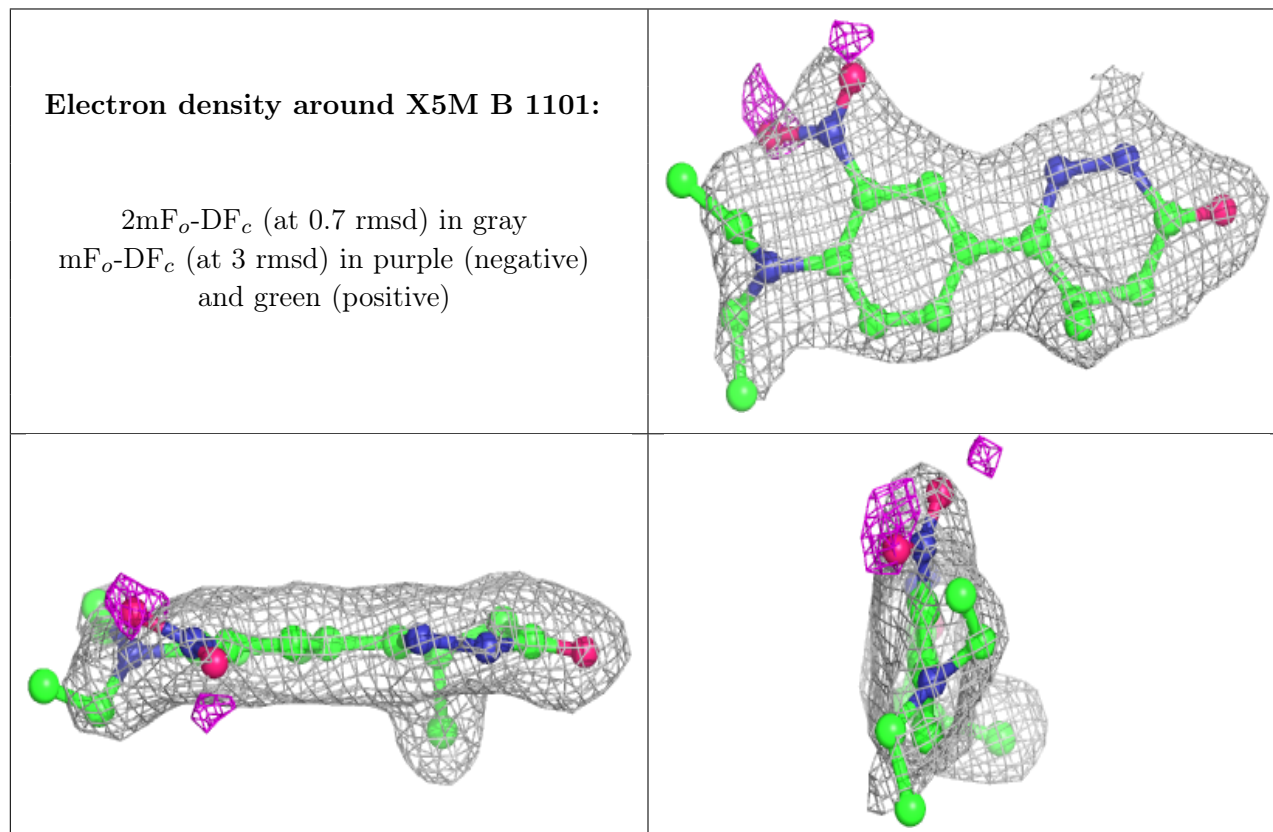 Electron density around X5M B 1101:
2mFo-DFc (at 0.7 rmsd) in gray
mFo-DFc (at 3 rmsd) in purple (negative)
and green (positive)